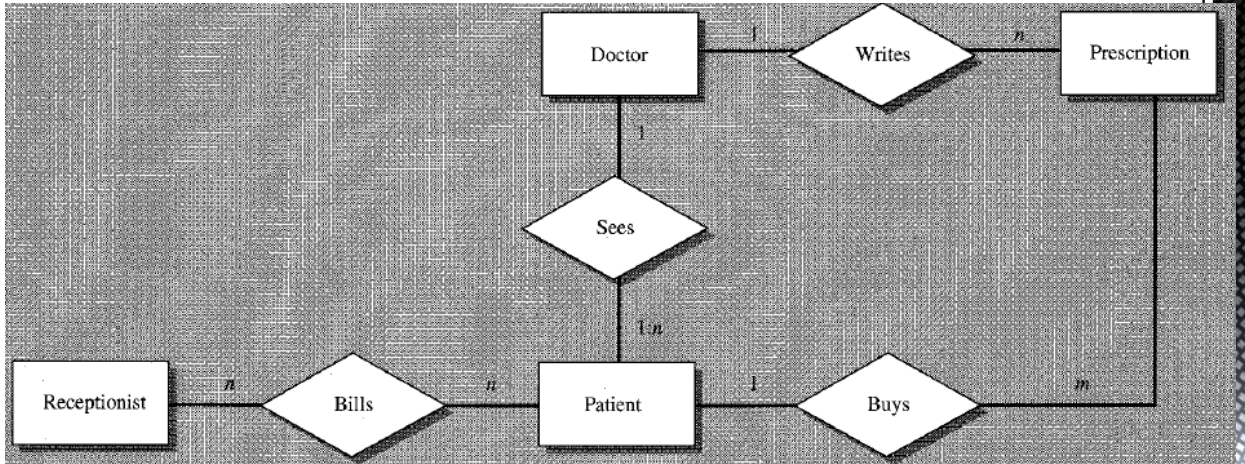 Doctor
1
Writes
n
Prescription
1
Sees
1:n
Receptionist
n
Bills
n
Patient
1
Buys
m